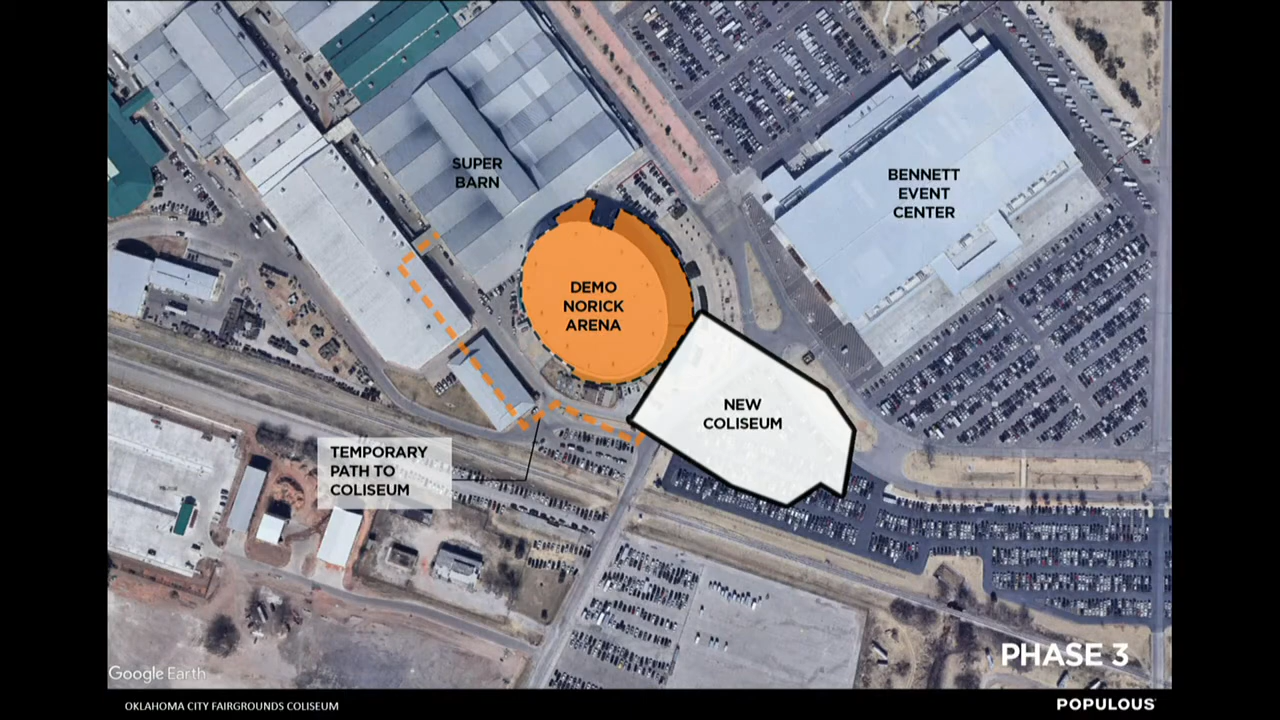 SUPER
BARN
BENNETT
EVENT
CENTER
DEMO
NORICK
ARENA
NEW
COLISEUM
TEMPORARY
PATH TO
COLISEUM
PHASE 3
Google Earth
OKLAHOMA CITY FAIRGROUNDS COLISEUM
POPULOUS